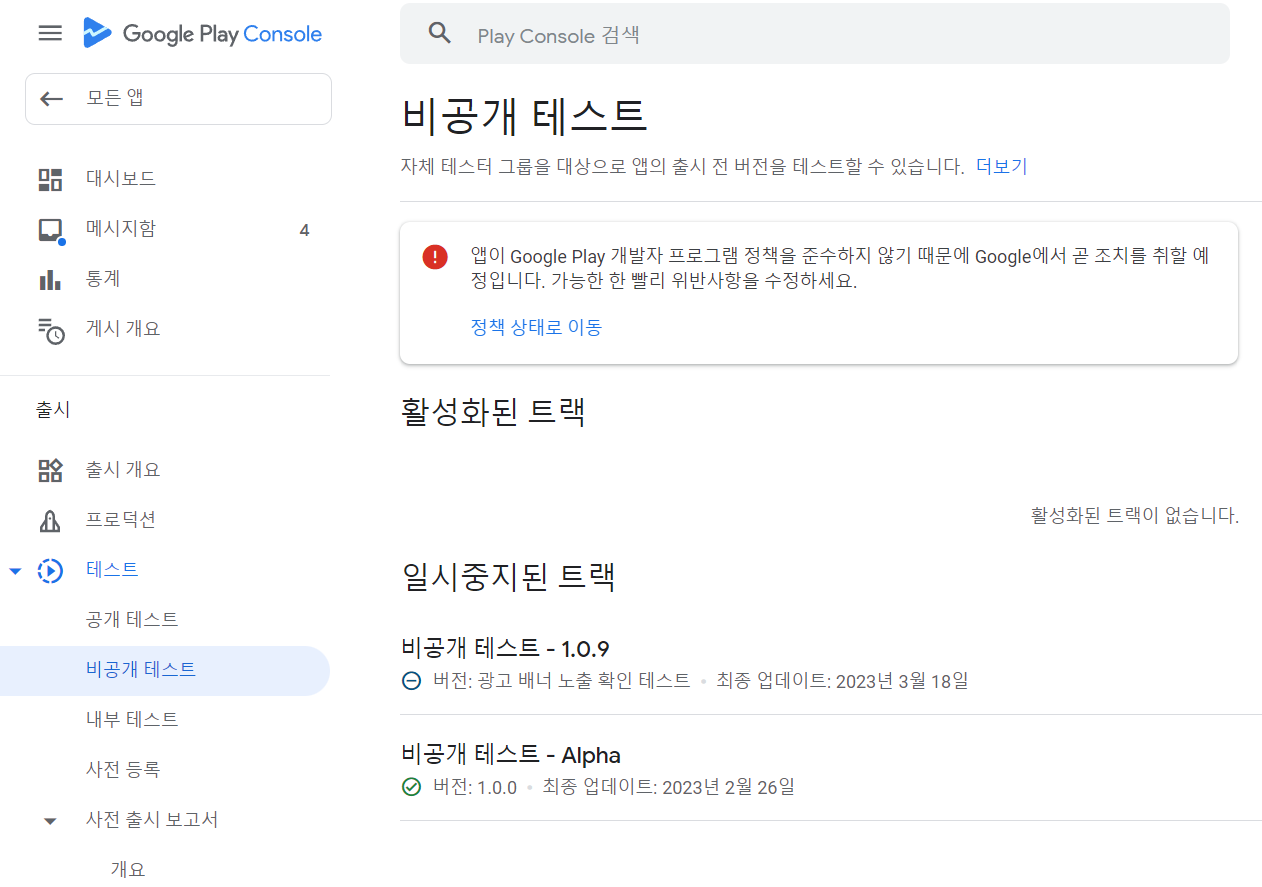 Google Play Console
Play Console 검색
모든 앱
대시보드
메시지함 4
통계
게시 개요
출시
출시 개요
프로덕션
테스트
공개 테스트
비공개 테스트
내부 테스트
사전 등록
사전 출시 보고서
개요
비공개 테스트
자체 테스터 그룹을 대상으로 앱의 출시 전 버전을 테스트할 수 있습니다. 더보기
앱이 Google Play 개발자 프로그램 정책을 준수하지 않기 때문에 Google에서 곧 조치를 취할 예
정입니다. 가능한 한 빨리 위반사항을 수정하세요.
정책 상태로 이동
활성화된 트랙
활성화된 트랙이 없습니다.
일시중지된 트랙
비공개 테스트 - 1.0.9
버전: 광고 배너 노출 확인 테스트 • 최종 업데이트: 2023년 3월 18일
비공개 테스트 - Alpha
버전: 1.0.0 • 최종 업데이트: 2023년 2월 26일